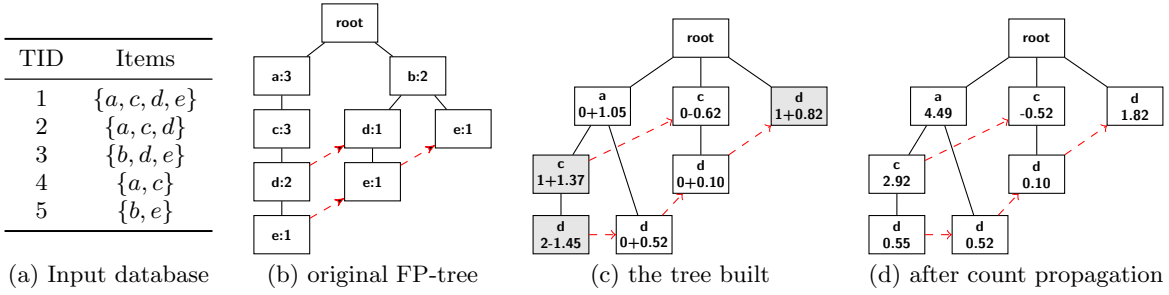 TID Items
1 {a, c, d, e}
2 {a, c, d}
3 {b, d, e}
4 {a, c}
5 {b, e}
(a) Input database
root
a:3 b:2
c:3 d:1 e:1
d:2 e:1
e:1
(b) original FP-tree
root
a c d
0+1.05 0-0.62 1+0.82
c d
1+1.37 0+0.10
d d
2-1.45 0+0.52
(c) the tree built
root
a c d
4.49 -0.52 1.82
c d
2.92 0.10
d d
0.55 0.52
(d) after count propagation